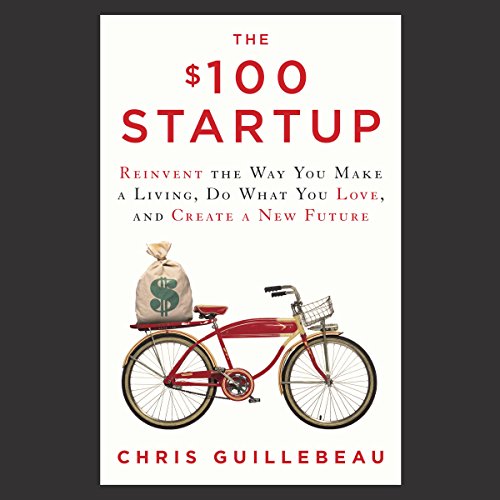 THE
$100
STARTUP
REINVENT THE WAY YOU MAKE
A LIVING, DO WHAT YOU LOVE,
AND CREATE A NEW FUTURE
$
CHRIS GUILLEBEAU